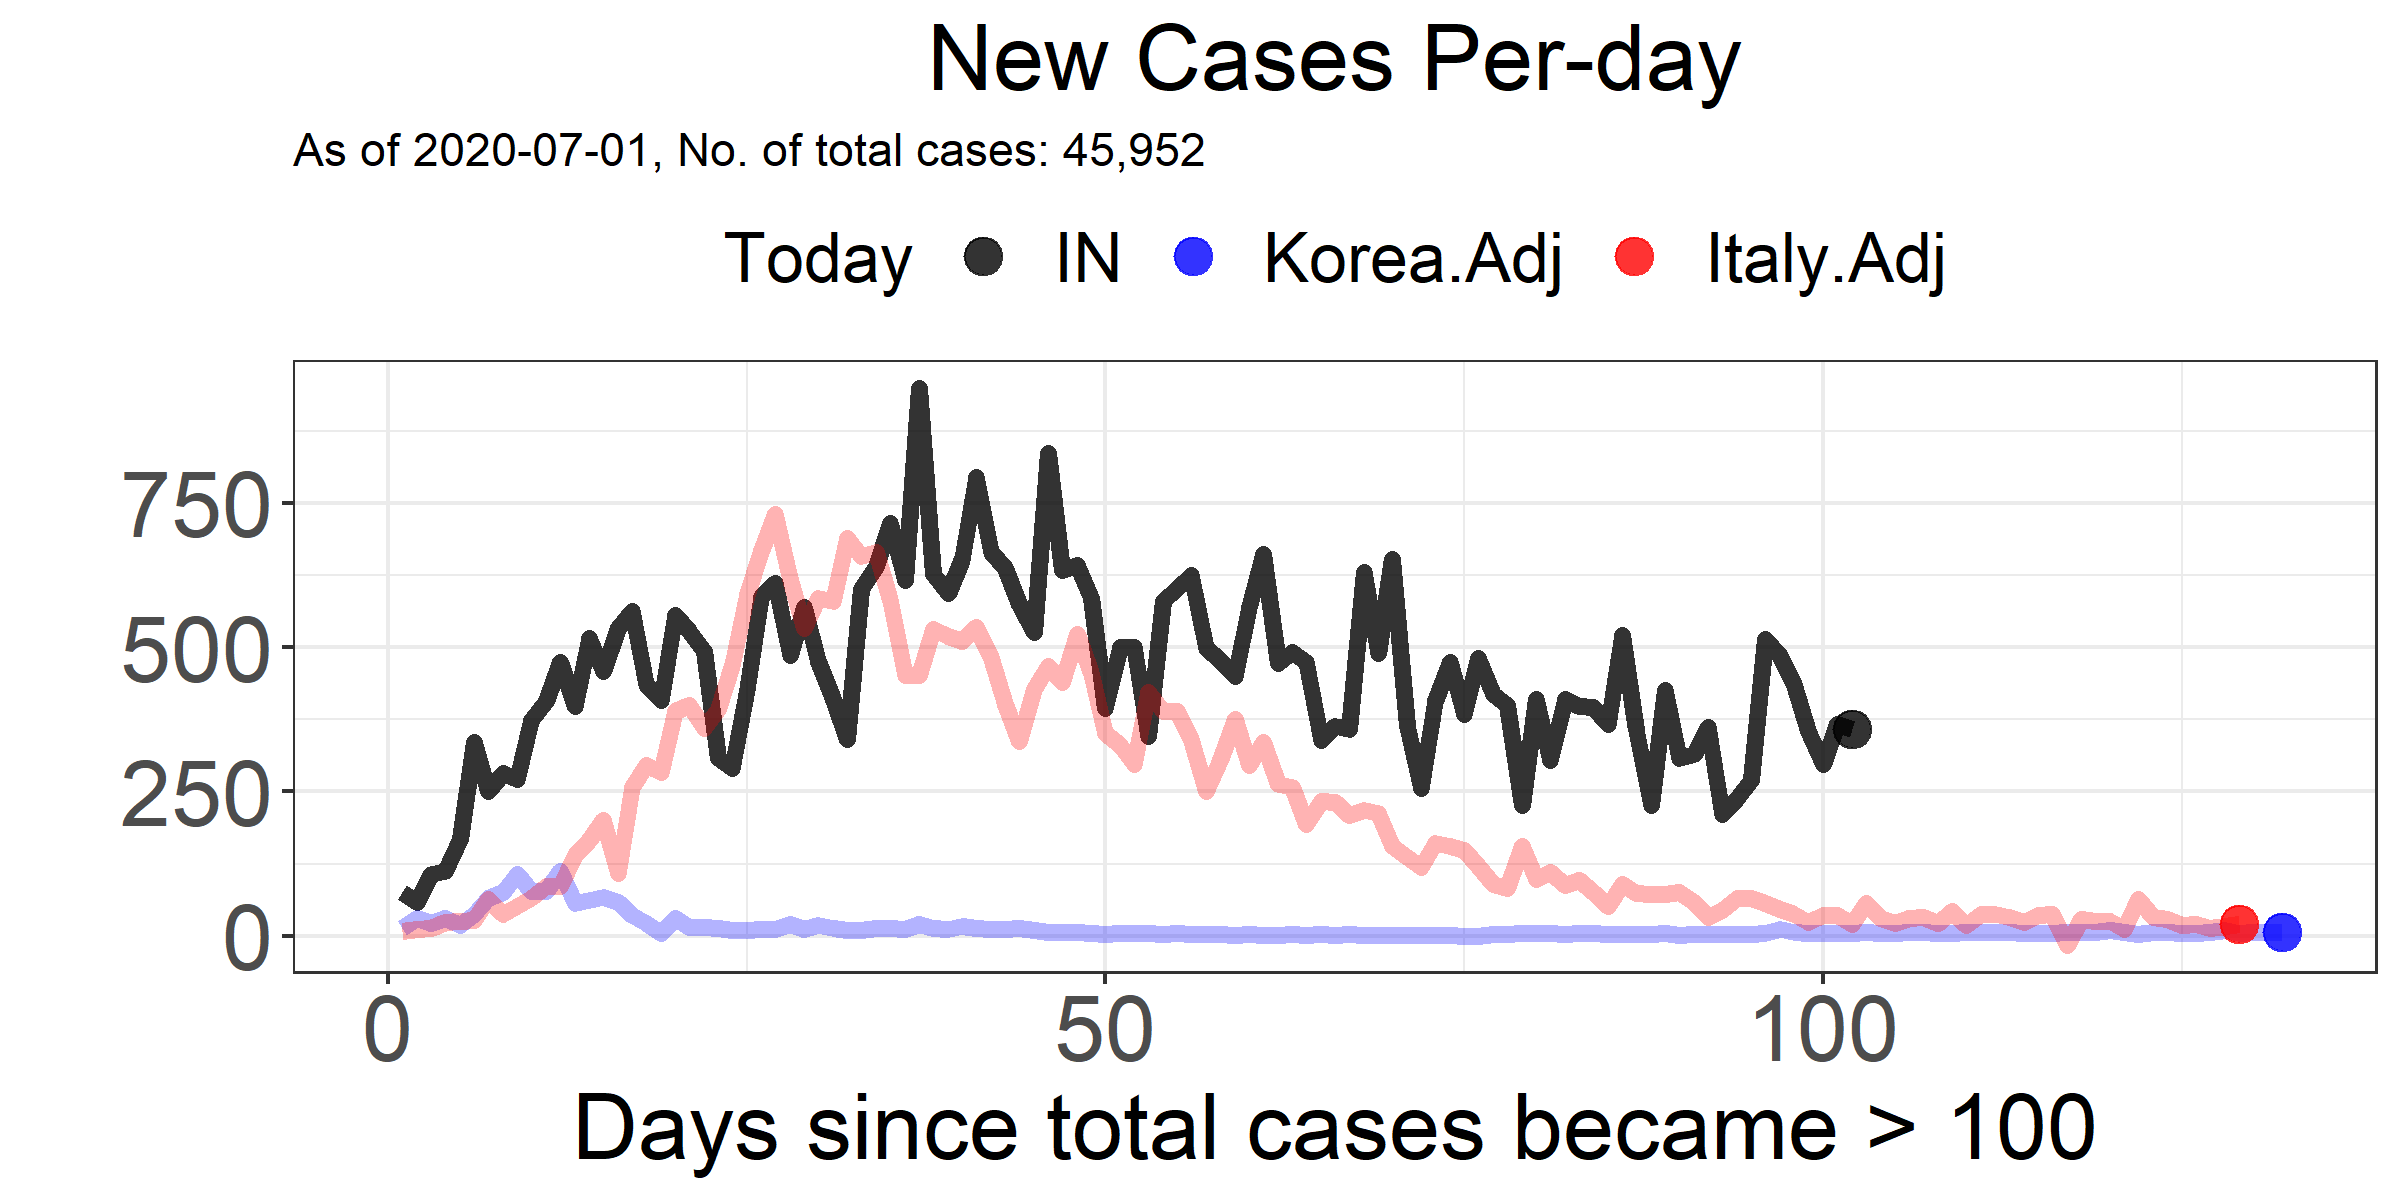 New Cases Per-day
As of 2020-07-01, No. of total cases: 45,952
Today IN Korea.Adj Italy.Adj
750
500
250
0
0 50 100
Days since total cases became > 100